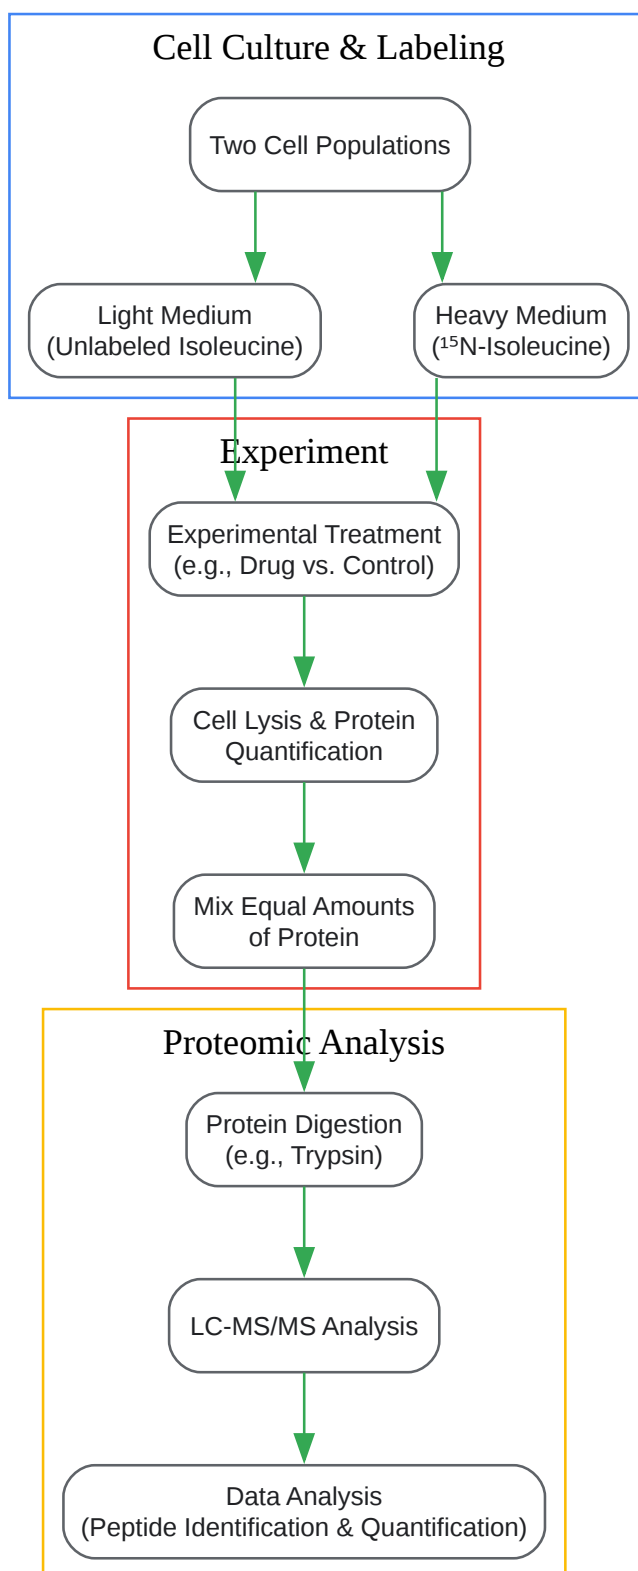 Cell Culture & Labeling
Two Cell Populations
Light Medium
(Unlabeled Isoleucine)
Heavy Medium
(¹⁵N-Isoleucine)
Experiment
Experimental Treatment
(e.g., Drug vs. Control)
Cell Lysis & Protein
Quantification
Mix Equal Amounts
of Protein
Proteomic Analysis
Protein Digestion
(e.g., Trypsin)
LC-MS/MS Analysis
Data Analysis
(Peptide Identification & Quantification)